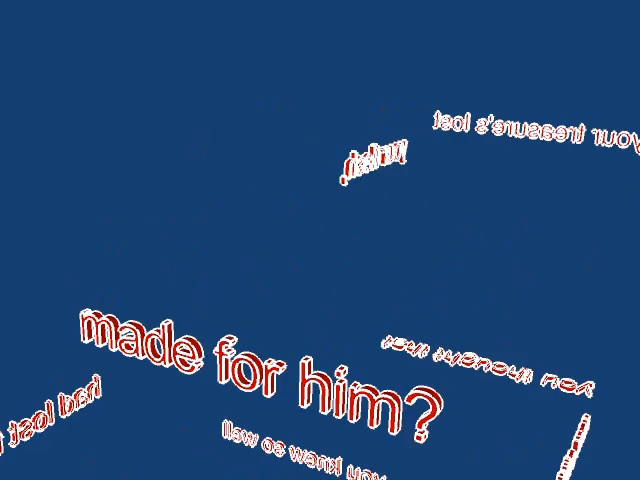 your treasure's lost
made for him?
you thought that
had lost
you knew so well